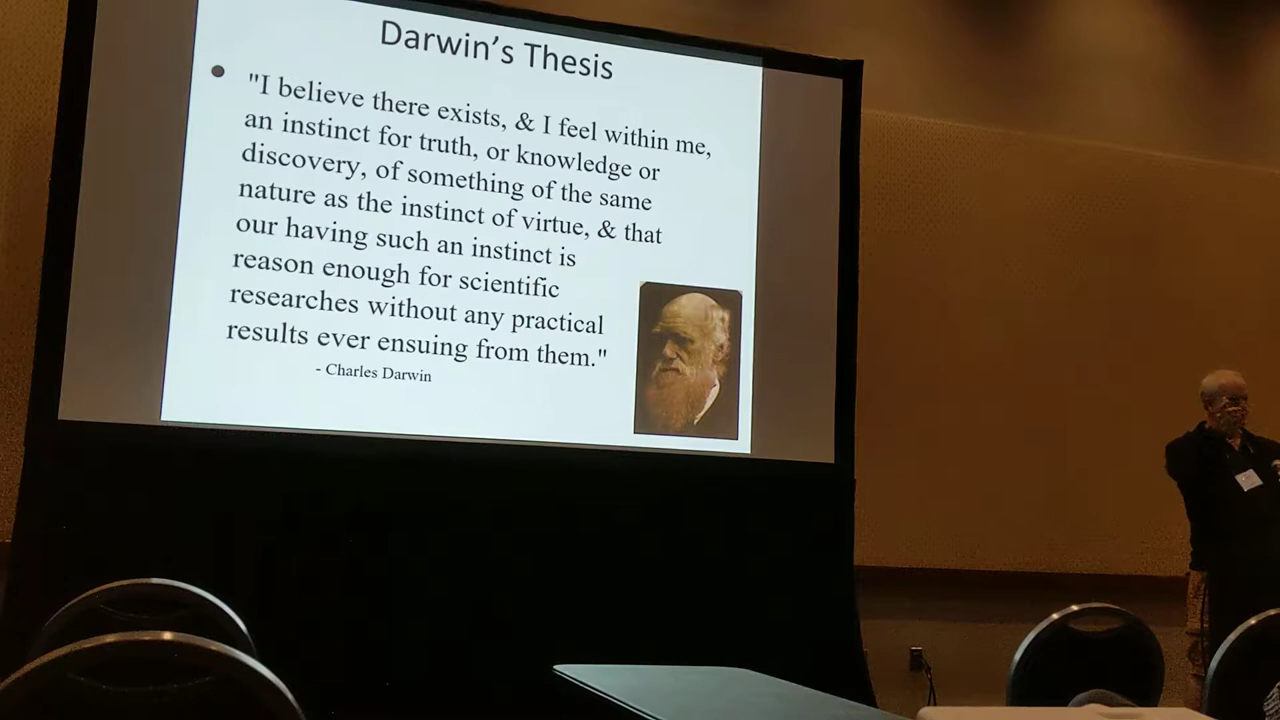 Darwin's Thesis
• "I believe there exists, & I feel within me,
an instinct for truth, or knowledge or
discovery, of something of the same
nature as the instinct of virtue, & that
our having such an instinct is
reason enough for scientific
researches without any practical
results ever ensuing from them."
- Charles Darwin